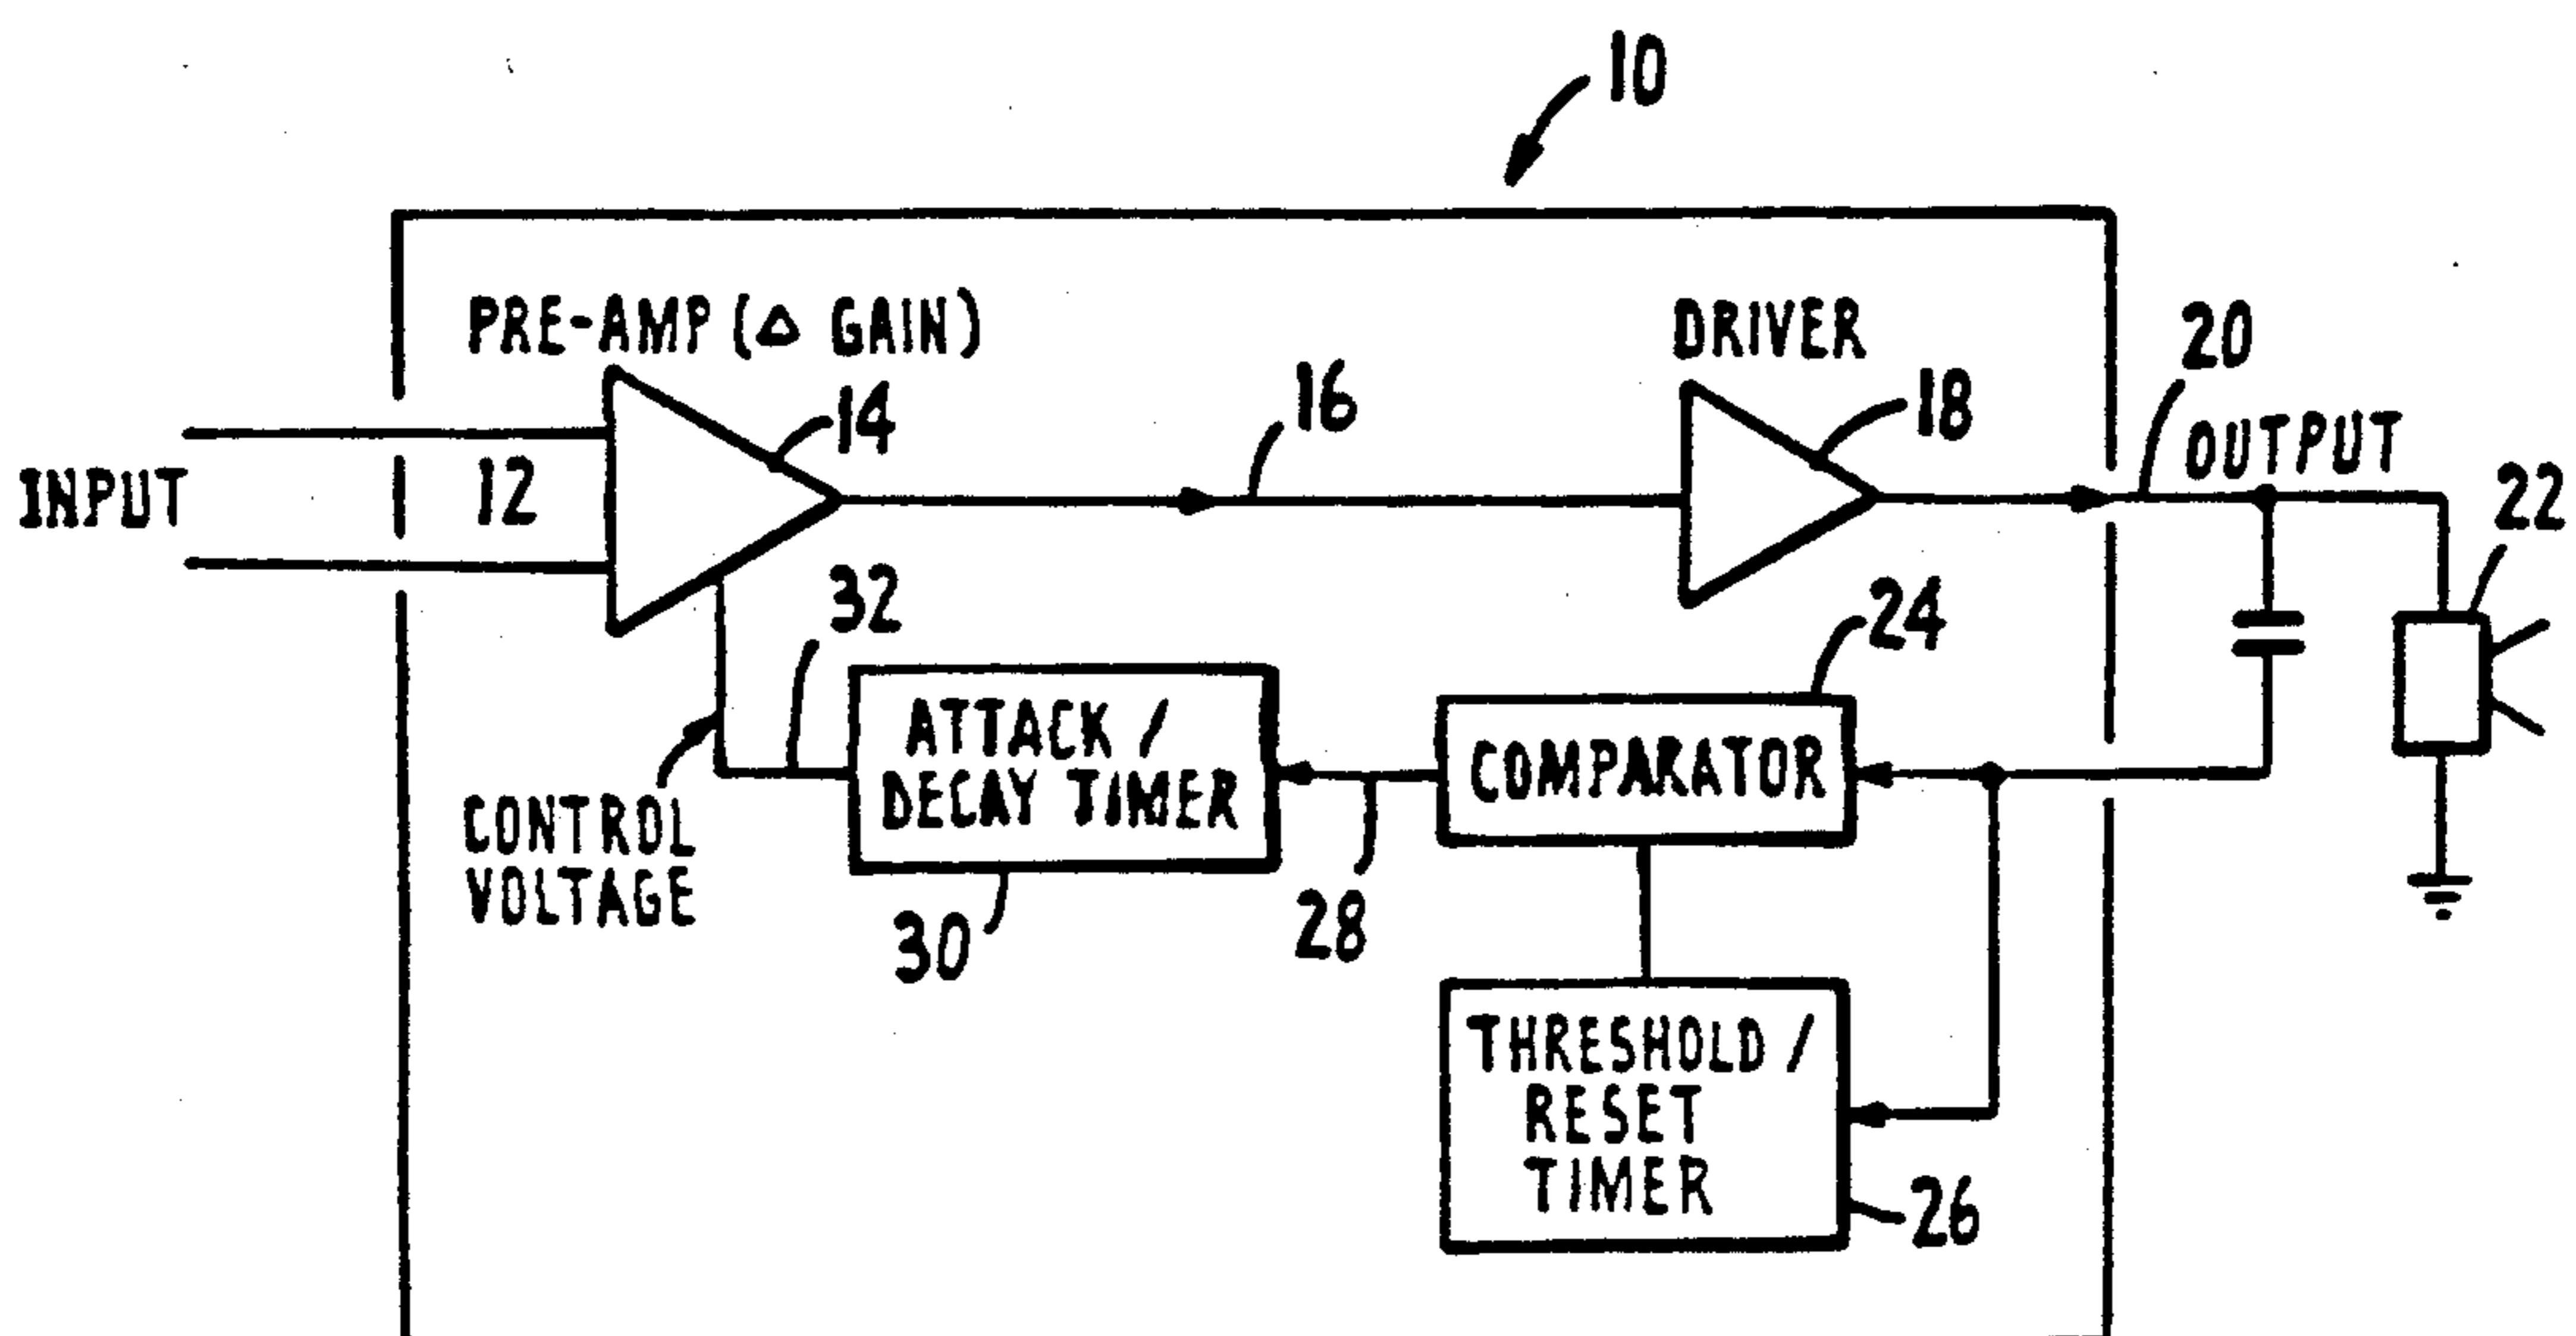 10
PRE-AMP (Δ GAIN)
DRIVER
20
14
16
18
OUTPUT
INPUT
12
22
32
24
ATTACK /
DECAY TIMER
COMPARATOR
CONTROL
VOLTAGE
30
28
THRESHOLD /
RESET
TIMER
26